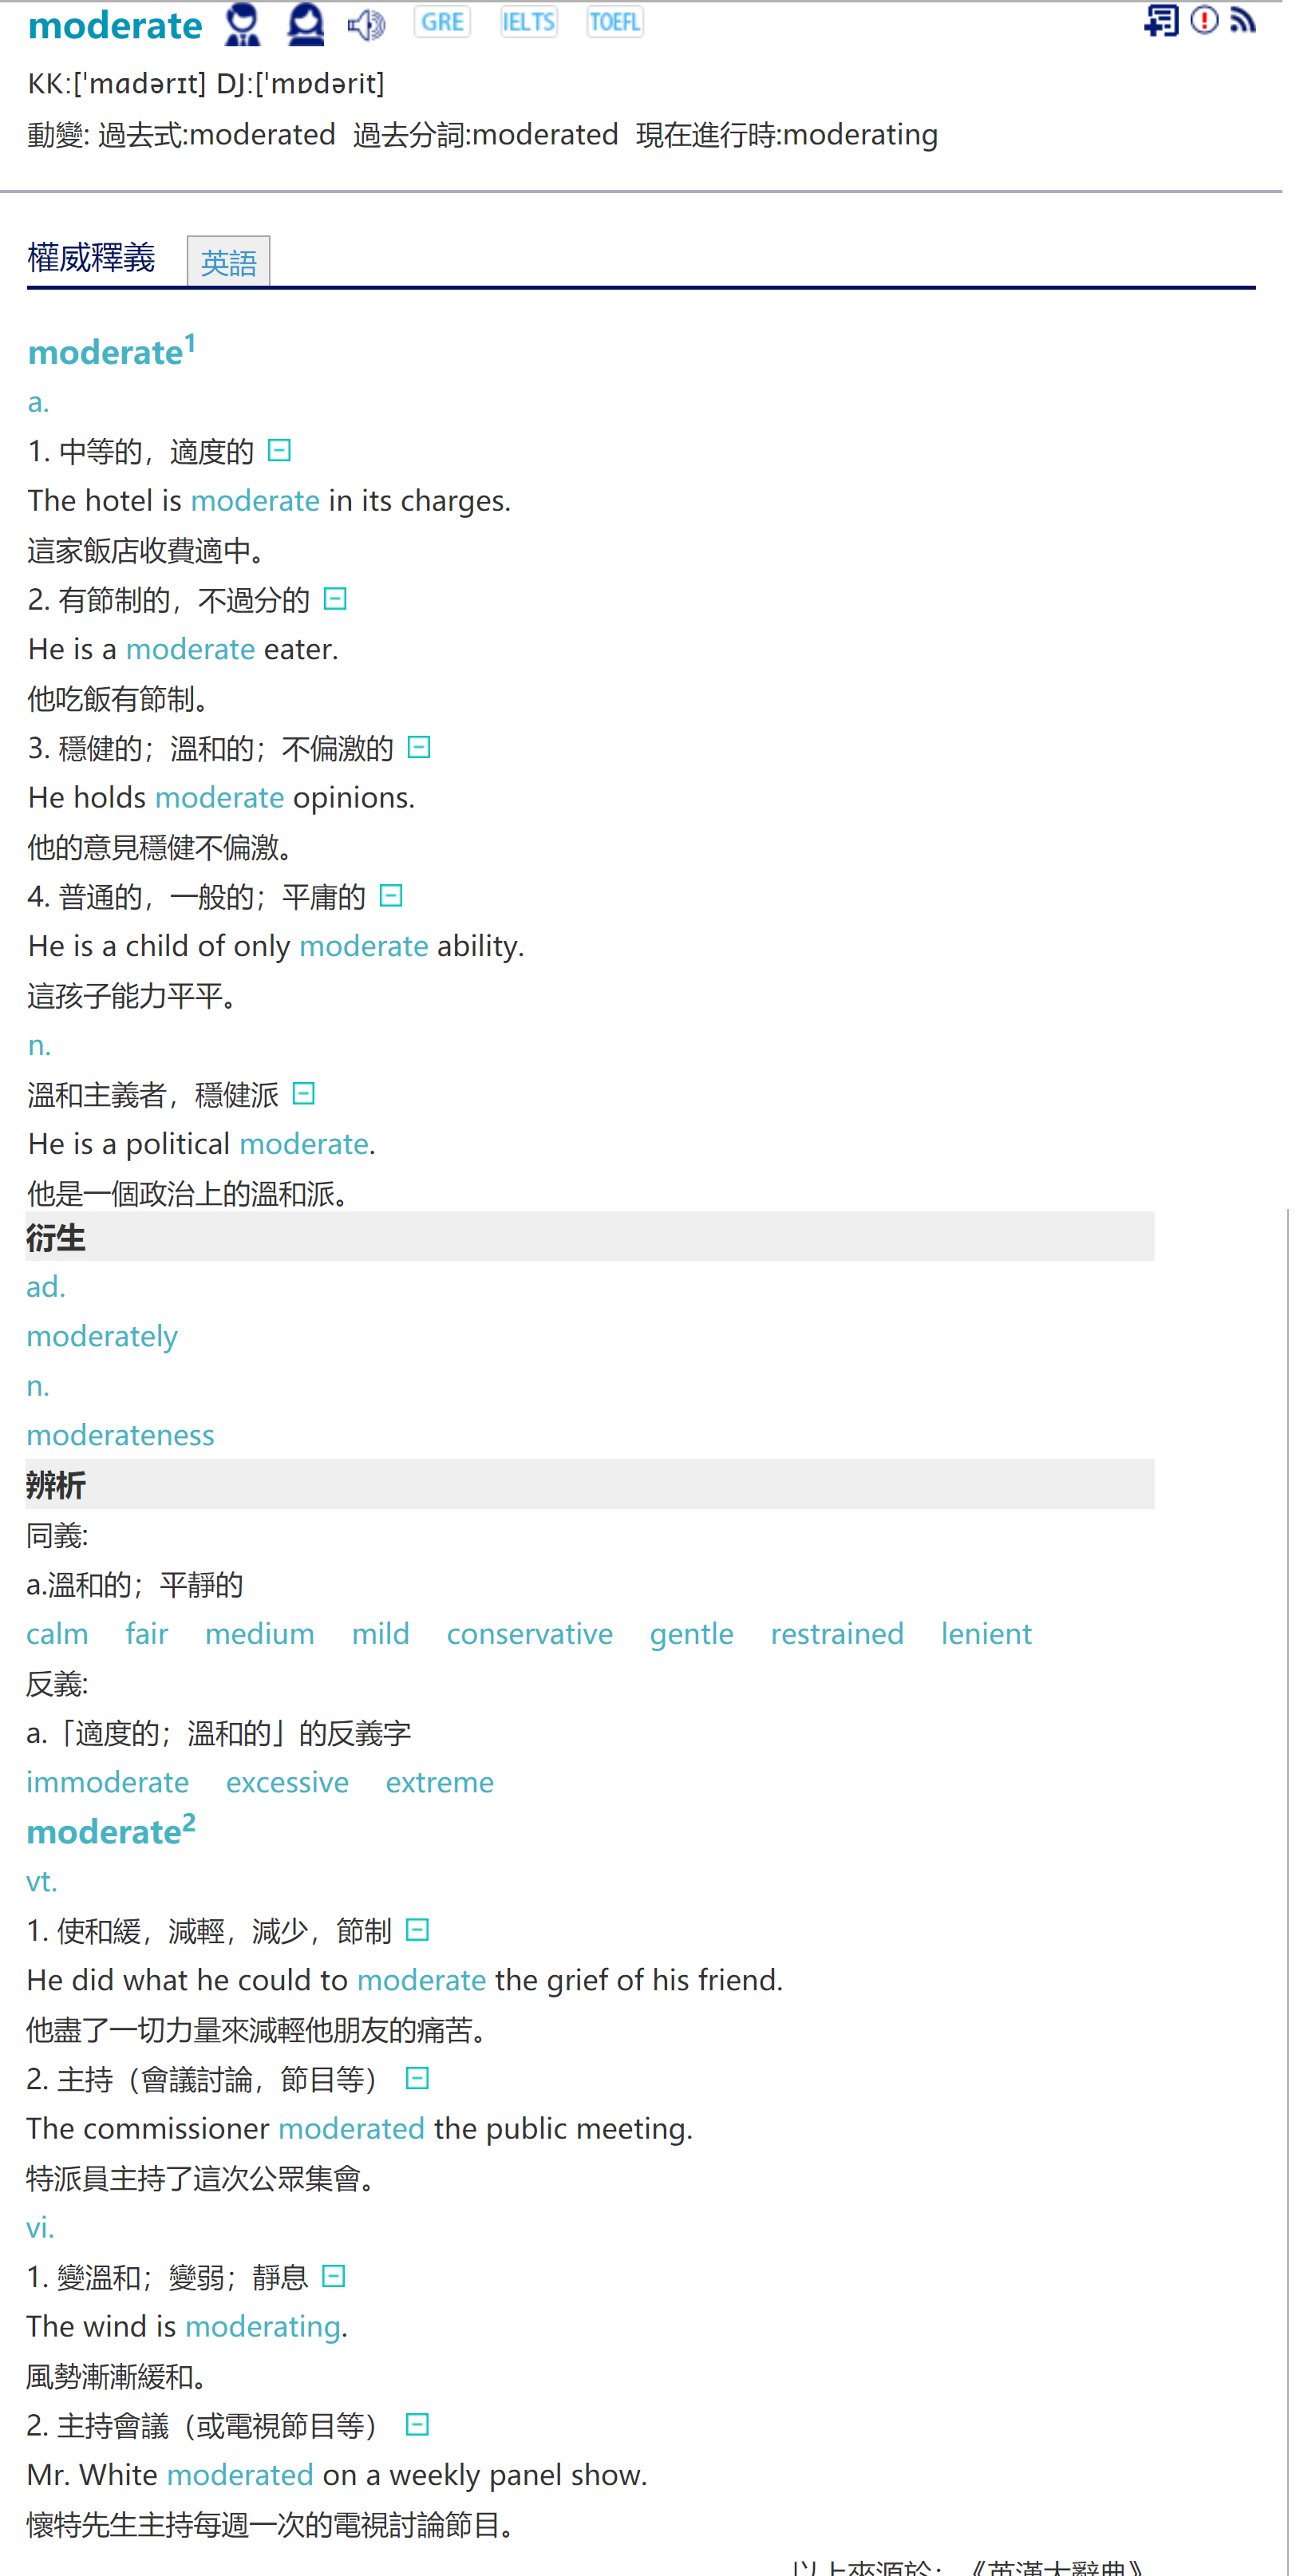 moderate GRE IELTS TOEFL
KK:[ˈmɑdərɪt] DJ:[ˈmɒdərit]
動變: 過去式:moderated 過去分詞:moderated 現在進行時:moderating
權威釋義 英語
moderate¹
a.
1. 中等的，適度的
The hotel is moderate in its charges.
這家飯店收費適中。
2. 有節制的，不過分的
He is a moderate eater.
他吃飯有節制。
3. 穩健的；溫和的；不偏激的
He holds moderate opinions.
他的意見穩健不偏激。
4. 普通的，一般的；平庸的
He is a child of only moderate ability.
這孩子能力平平。
n.
溫和主義者，穩健派
He is a political moderate.
他是一個政治上的溫和派。
衍生
ad.
moderately
n.
moderateness
辨析
同義:
a.溫和的；平靜的
calm fair medium mild conservative gentle restrained lenient
反義:
a.「適度的；溫和的」的反義字
immoderate excessive extreme
moderate²
vt.
1. 使和緩，減輕，減少，節制
He did what he could to moderate the grief of his friend.
他盡了一切力量來減輕他朋友的痛苦。
2. 主持（會議討論，節目等）
The commissioner moderated the public meeting.
特派員主持了這次公眾集會。
vi.
1. 變溫和；變弱；靜息
The wind is moderating.
風勢漸漸緩和。
2. 主持會議（或電視節目等）
Mr. White moderated on a weekly panel show.
懷特先生主持每週一次的電視討論節目。
以上來源於：《英漢大辭典》